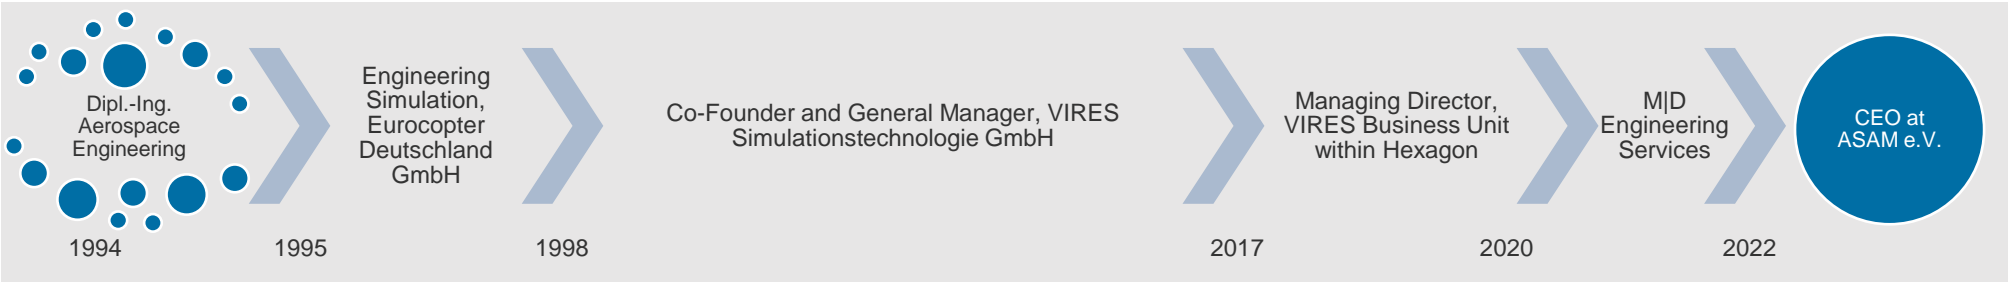 Dipl.-Ing.
Aerospace
Engineering
Engineering
Simulation,
Eurocopter
Deutschland
GmbH
Co-Founder and General Manager, VIRES
Simulationstechnologie GmbH
Managing Director,
VIRES Business Unit
within Hexagon
M|D
Engineering
Services
CEO at
ASAM e.V.
1994
1995
1998
2017
2020
2022